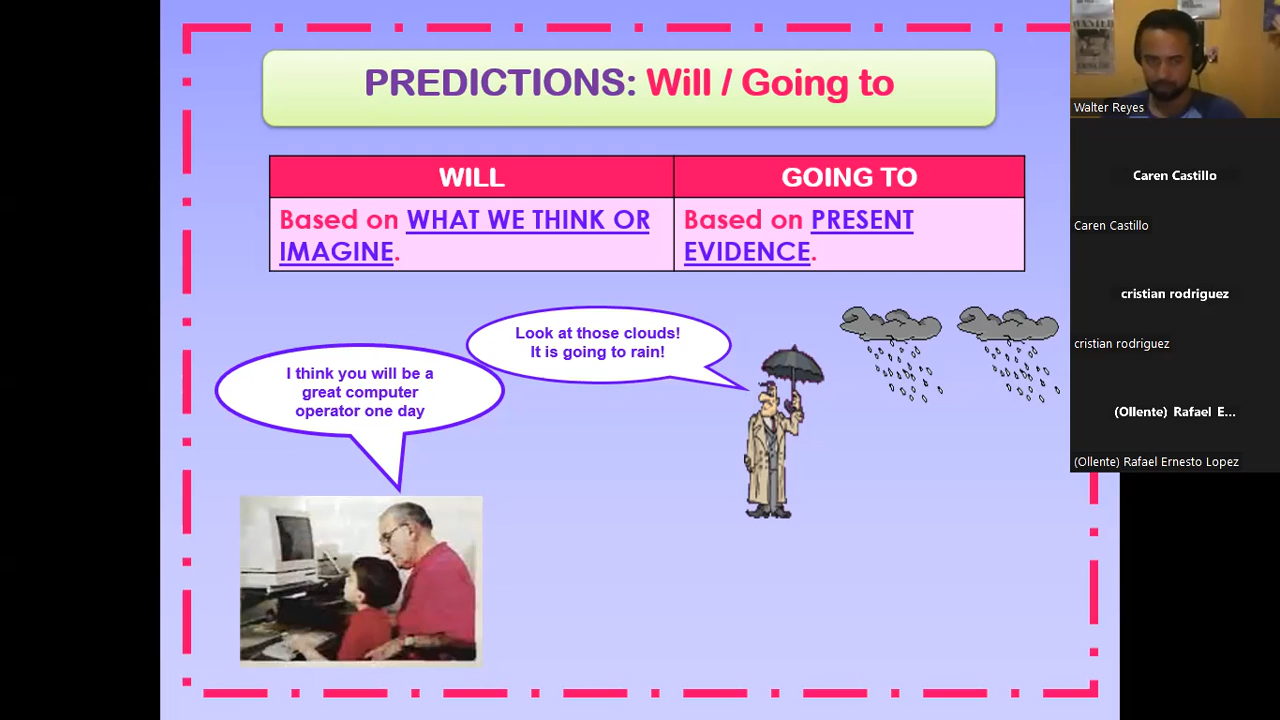 PREDICTIONS: Will / Going to
WILL
GOING TO
Based on WHAT WE THINK OR
IMAGINE.
Based on PRESENT
EVIDENCE.
Look at those clouds!
It is going to rain!
I think you will be a
great computer
operator one day
WANTED
Walter Reyes
Caren Castillo
Caren Castillo
cristian rodriguez
cristian rodriguez
(Ollente) Rafael E...
(Ollente) Rafael Ernesto Lopez